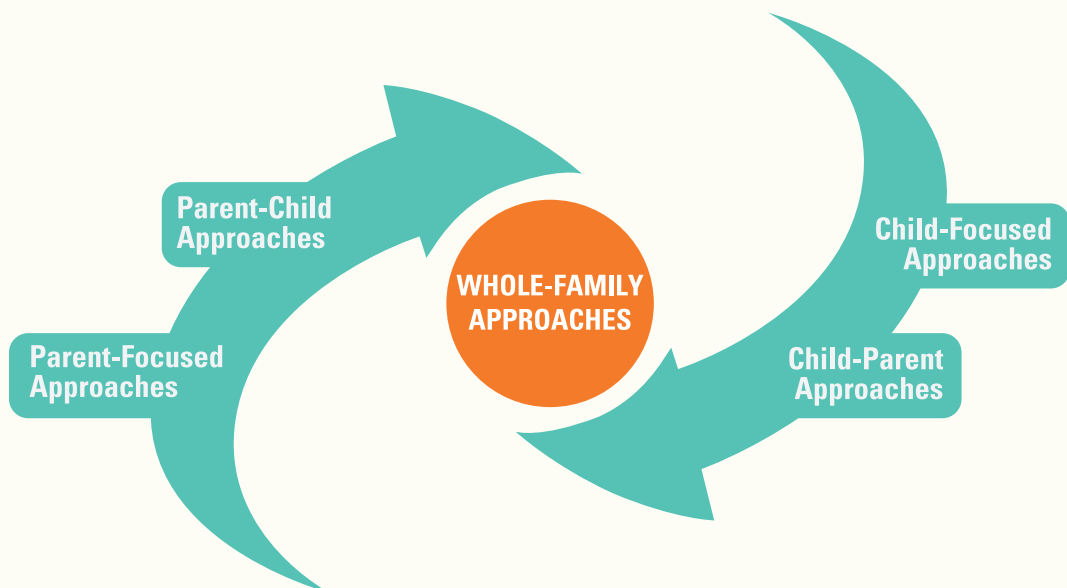 Parent-Child
Approaches
Parent-Focused
Approaches
WHOLE-FAMILY
APPROACHES
Child-Focused
Approaches
Child-Parent
Approaches